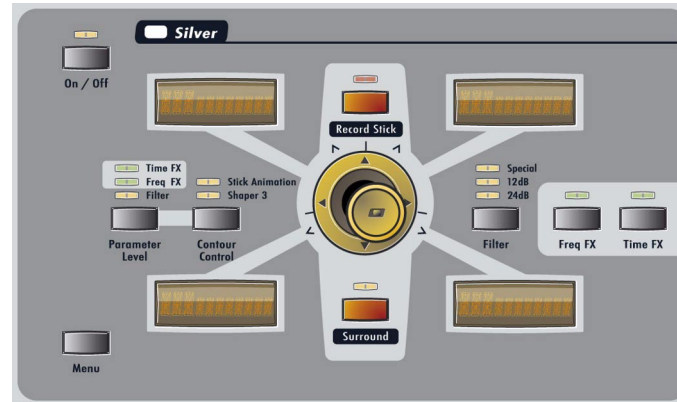 Silver
On / Off
Record Stick
Time FX
Freq FX
Filter
Stick Animation
Shaper 3
Special
12dB
24dB
Parameter
Level
Contour
Control
Filter
Freq FX
Time FX
Surround
Menu